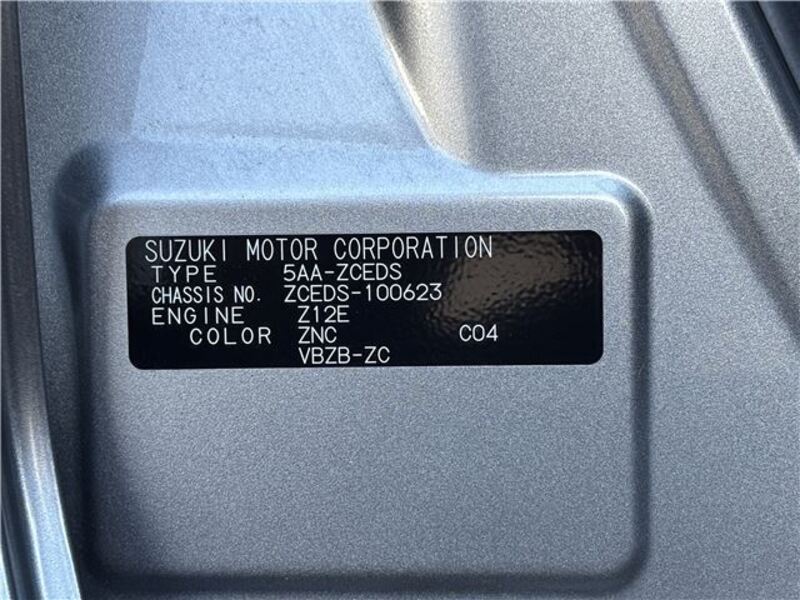 SUZUKI MOTOR CORPORATION
TYPE 5AA-ZCEDS
CHASSIS NO. ZCEDS-100623
ENGINE Z12E
COLOR ZNC C04
VBZB-ZC